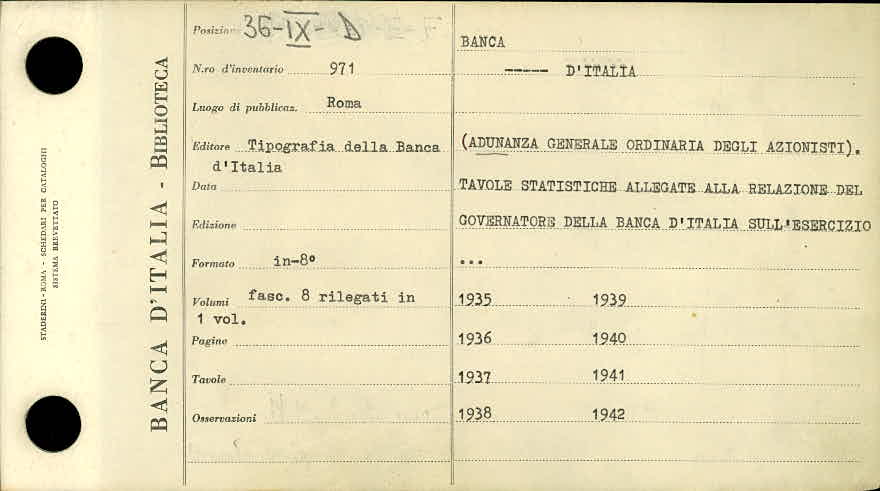 STADERINI - ROMA - SCHEDARI PER CATALOGHI
SISTEMA BREVETTATO
BANCA D'ITALIA - BIBLIOTECA
Posizione 36-IX-D
N.ro d'inventario 971
Luogo di pubblicaz. Roma
Editore Tipografia della Banca
d'Italia
Data
Edizione
Formato in-8°
Volumi fasc. 8 rilegati in
1 vol.
Pagine
Tavole
Osservazioni
BANCA
----- D'ITALIA
(ADUNANZA GENERALE ORDINARIA DEGLI AZIONISTI).
TAVOLE STATISTICHE ALLEGATE ALLA RELAZIONE DEL
GOVERNATORE DELLA BANCA D'ITALIA SULL'ESERCIZIO
...
1935 1939
1936 1940
1937 1941
1938 1942